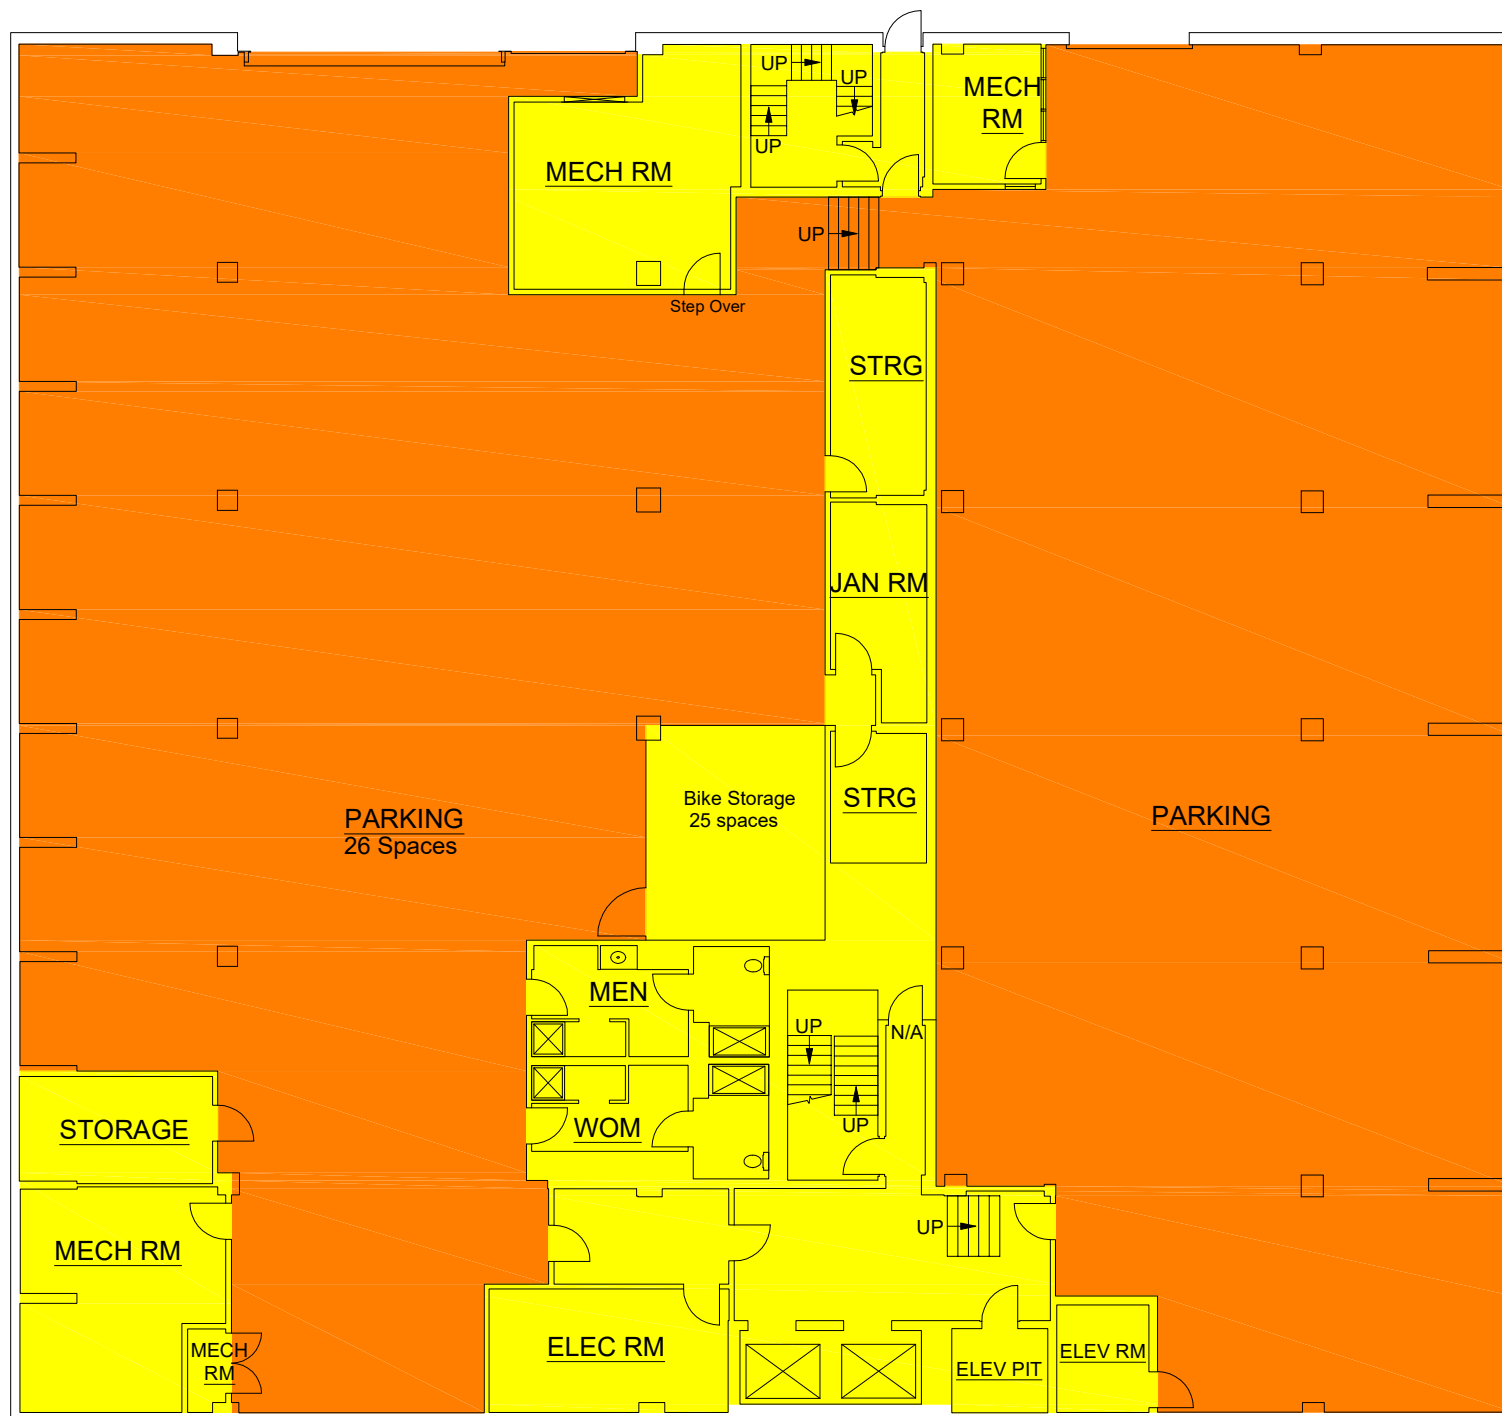 UP
UP
UP
MECH
RM
MECH RM
UP
Step Over
STRG
JAN RM
Bike Storage
25 spaces
STRG
PARKING
26 Spaces
PARKING
MEN
UP
N/A
STORAGE
WOM
UP
UP
MECH RM
MECH
RM
ELEC RM
ELEV PIT
ELEV RM